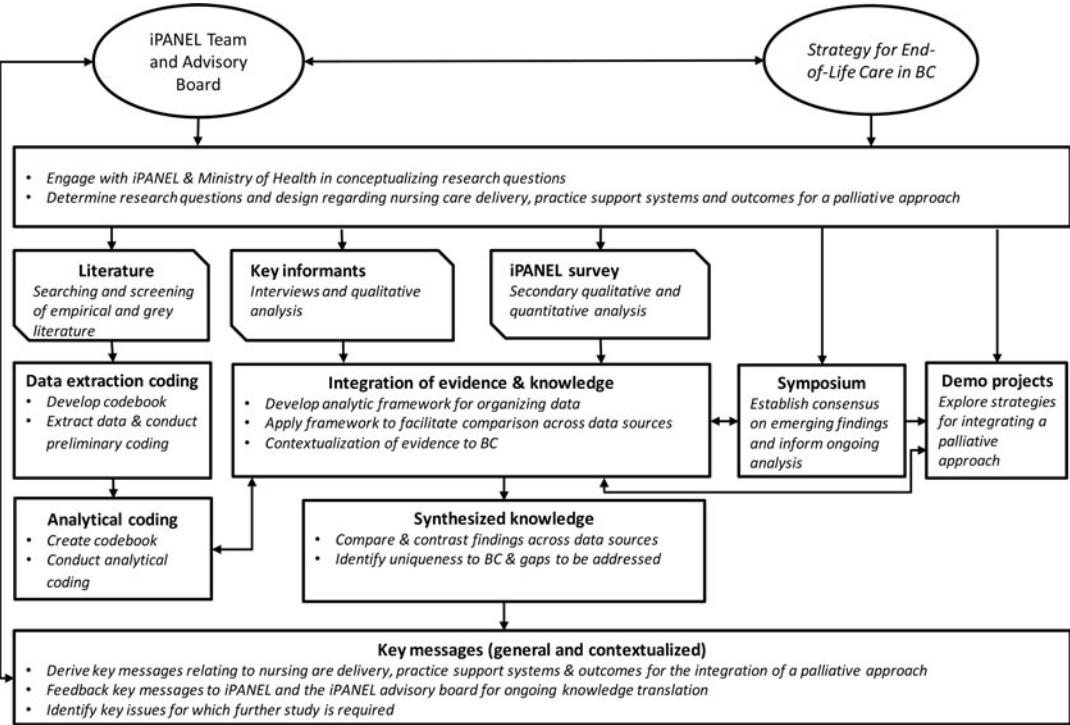 iPANEL Team
and Advisory
Board
Strategy for End-
of-Life Care in BC
• Engage with iPANEL & Ministry of Health in conceptualizing research questions
• Determine research questions and design regarding nursing care delivery, practice support systems and outcomes for a palliative approach
Literature
Searching and screening
of empirical and grey
literature
Key informants
Interviews and qualitative
analysis
iPANEL survey
Secondary qualitative and
quantitative analysis
Data extraction coding
• Develop codebook
• Extract data & conduct
preliminary coding
Integration of evidence & knowledge
• Develop analytic framework for organizing data
• Apply framework to facilitate comparison across data sources
• Contextualization of evidence to BC
Symposium
Establish consensus
on emerging findings
and inform ongoing
analysis
Demo projects
Explore strategies
for integrating a
palliative
approach
Analytical coding
• Create codebook
• Conduct analytical
coding
Synthesized knowledge
• Compare & contrast findings across data sources
• Identify uniqueness to BC & gaps to be addressed
Key messages (general and contextualized)
• Derive key messages relating to nursing are delivery, practice support systems & outcomes for the integration of a palliative approach
• Feedback key messages to iPANEL and the iPANEL advisory board for ongoing knowledge translation
• Identify key issues for which further study is required